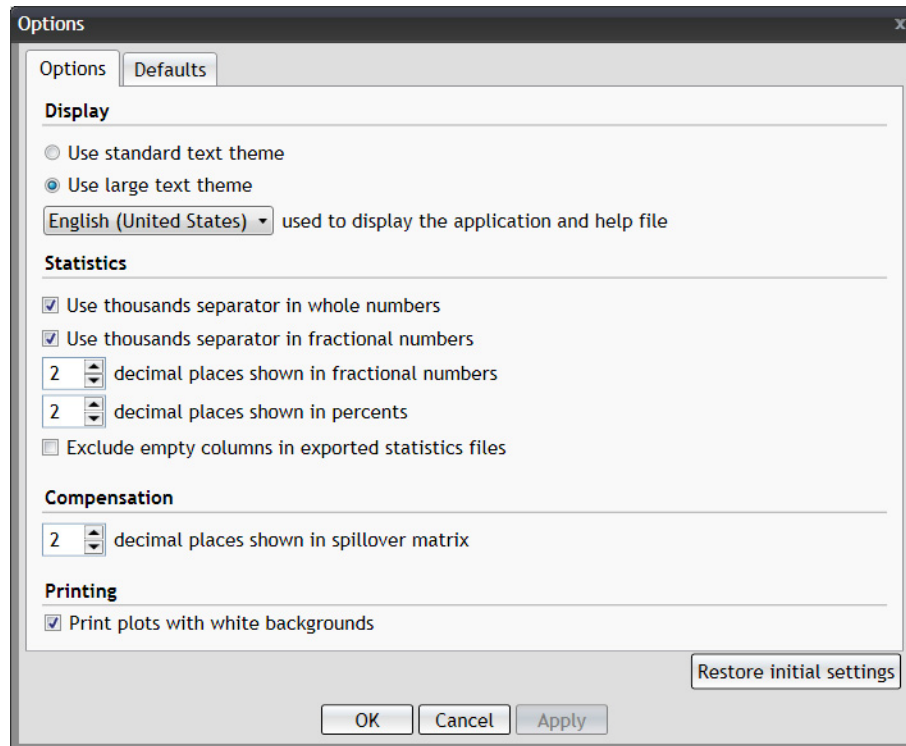 Options
x
Options Defaults
Display
Use standard text theme
Use large text theme
English (United States) used to display the application and help file
Statistics
Use thousands separator in whole numbers
Use thousands separator in fractional numbers
2 decimal places shown in fractional numbers
2 decimal places shown in percents
Exclude empty columns in exported statistics files
Compensation
2 decimal places shown in spillover matrix
Printing
Print plots with white backgrounds
Restore initial settings
OK Cancel Apply